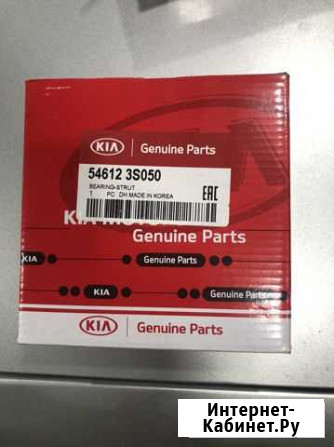 KIA Genuine Parts
54612 3S050
BEARING-STRUT
1 PC DH MADE IN KOREA
EAC
KIA
Genuine Parts
KIA Genuine Parts
KIA Genuine Parts
KIA Genuine Parts
Интернет-
Кабинет.Ру